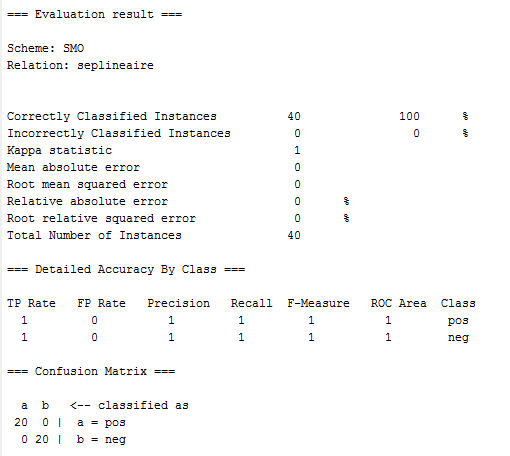 === Evaluation result ===
Scheme: SMO
Relation: seplineaire
Correctly Classified Instances 40 100 %
Incorrectly Classified Instances 0 0 %
Kappa statistic 1
Mean absolute error 0
Root mean squared error 0
Relative absolute error 0 %
Root relative squared error 0 %
Total Number of Instances 40
=== Detailed Accuracy By Class ===
TP Rate FP Rate Precision Recall F-Measure ROC Area Class
1 0 1 1 1 1 pos
1 0 1 1 1 1 neg
=== Confusion Matrix ===
a b <-- classified as
20 0 | a = pos
0 20 | b = neg